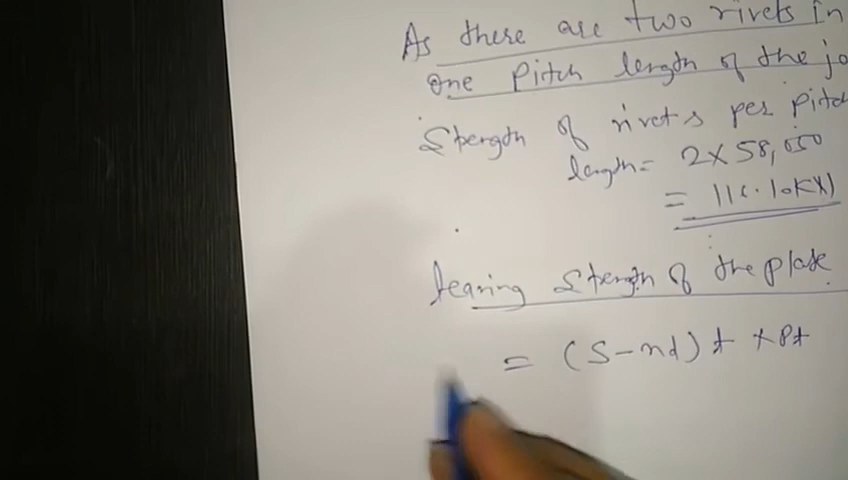 As there are two rivets in
one Pitch length of the jo
Strength of rivets per pitch
length = 2 × 58,050
= 116.10KN
tearing strength of the plate
= (S-nd) t × Pt